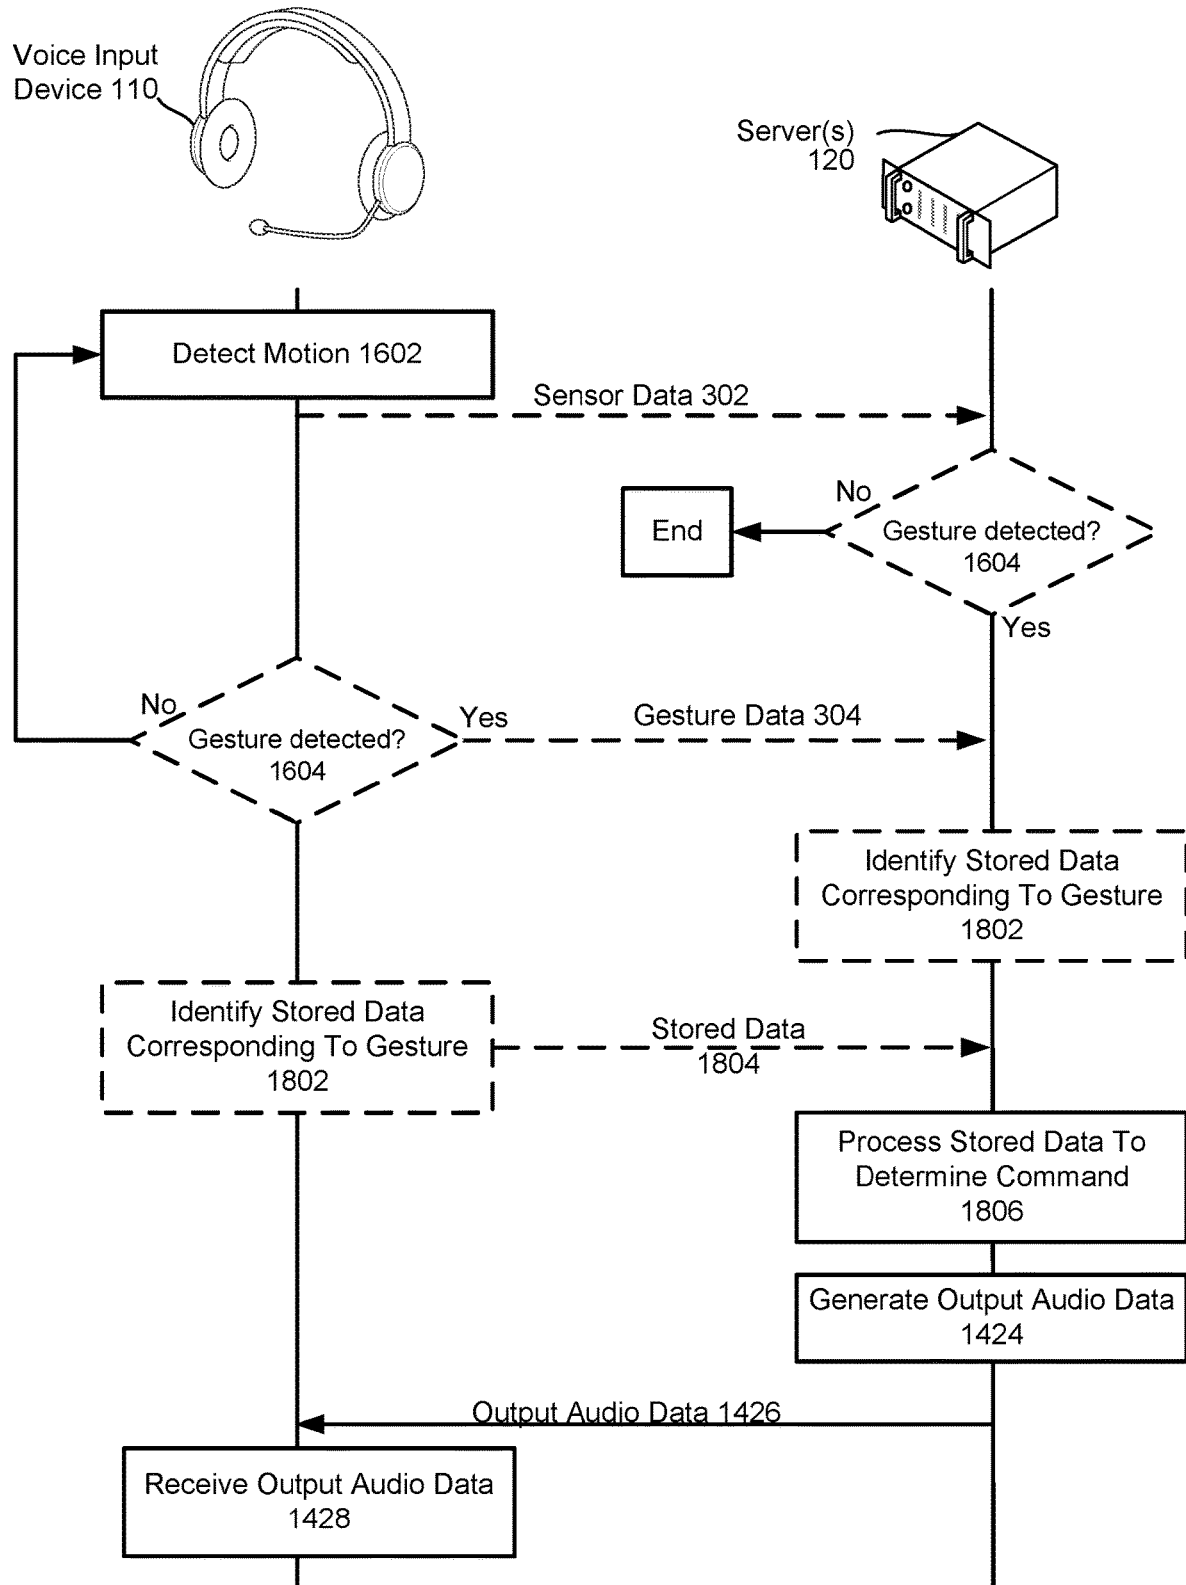 Voice Input
Device 110
Server(s)
120
Detect Motion 1602
Sensor Data 302
No
Gesture detected?
1604
End
Yes
No
Gesture detected?
1604
Yes
Gesture Data 304
Identify Stored Data
Corresponding To Gesture
1802
Identify Stored Data
Corresponding To Gesture
1802
Stored Data
1804
Process Stored Data To
Determine Command
1806
Generate Output Audio Data
1424
Output Audio Data 1426
Receive Output Audio Data
1428